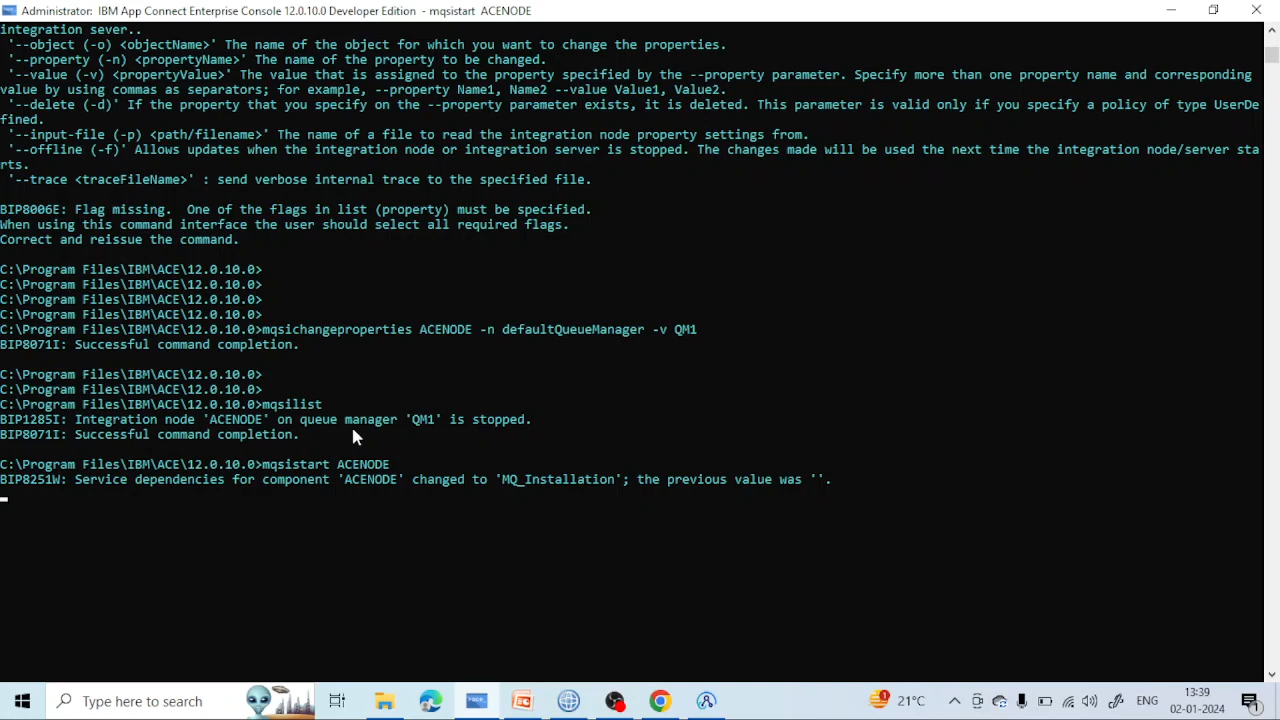 Administrator: IBM App Connect Enterprise Console 12.0.10.0 Developer Edition - mqsistart ACENODE
integration sever..
'--object (-o) <objectName>' The name of the object for which you want to change the properties.
'--property (-n) <propertyName>' The name of the property to be changed.
'--value (-v) <propertyValue>' The value that is assigned to the property specified by the --property parameter. Specify more than one property name and corresponding
value by using commas as separators; for example, --property Name1, Name2 --value Value1, Value2.
'--delete (-d)' If the property that you specify on the --property parameter exists, it is deleted. This parameter is valid only if you specify a policy of type UserDe
fined.
'--input-file (-p) <path/filename>' The name of a file to read the integration node property settings from.
'--offline (-f)' Allows updates when the integration node or integration server is stopped. The changes made will be used the next time the integration node/server sta
rts.
'--trace <traceFileName>' : send verbose internal trace to the specified file.
BIP8006E: Flag missing.  One of the flags in list (property) must be specified.
When using this command interface the user should select all required flags.
Correct and reissue the command.
C:\Program Files\IBM\ACE\12.0.10.0>
C:\Program Files\IBM\ACE\12.0.10.0>
C:\Program Files\IBM\ACE\12.0.10.0>
C:\Program Files\IBM\ACE\12.0.10.0>
C:\Program Files\IBM\ACE\12.0.10.0>mqsichangeproperties ACENODE -n defaultQueueManager -v QM1
BIP8071I: Successful command completion.
C:\Program Files\IBM\ACE\12.0.10.0>
C:\Program Files\IBM\ACE\12.0.10.0>
C:\Program Files\IBM\ACE\12.0.10.0>mqsilist
BIP1285I: Integration node 'ACENODE' on queue manager 'QM1' is stopped.
BIP8071I: Successful command completion.
C:\Program Files\IBM\ACE\12.0.10.0>mqsistart ACENODE
BIP8251W: Service dependencies for component 'ACENODE' changed to 'MQ_Installation'; the previous value was ''.
Type here to search
21°C
ENG
13:39
02-01-2024